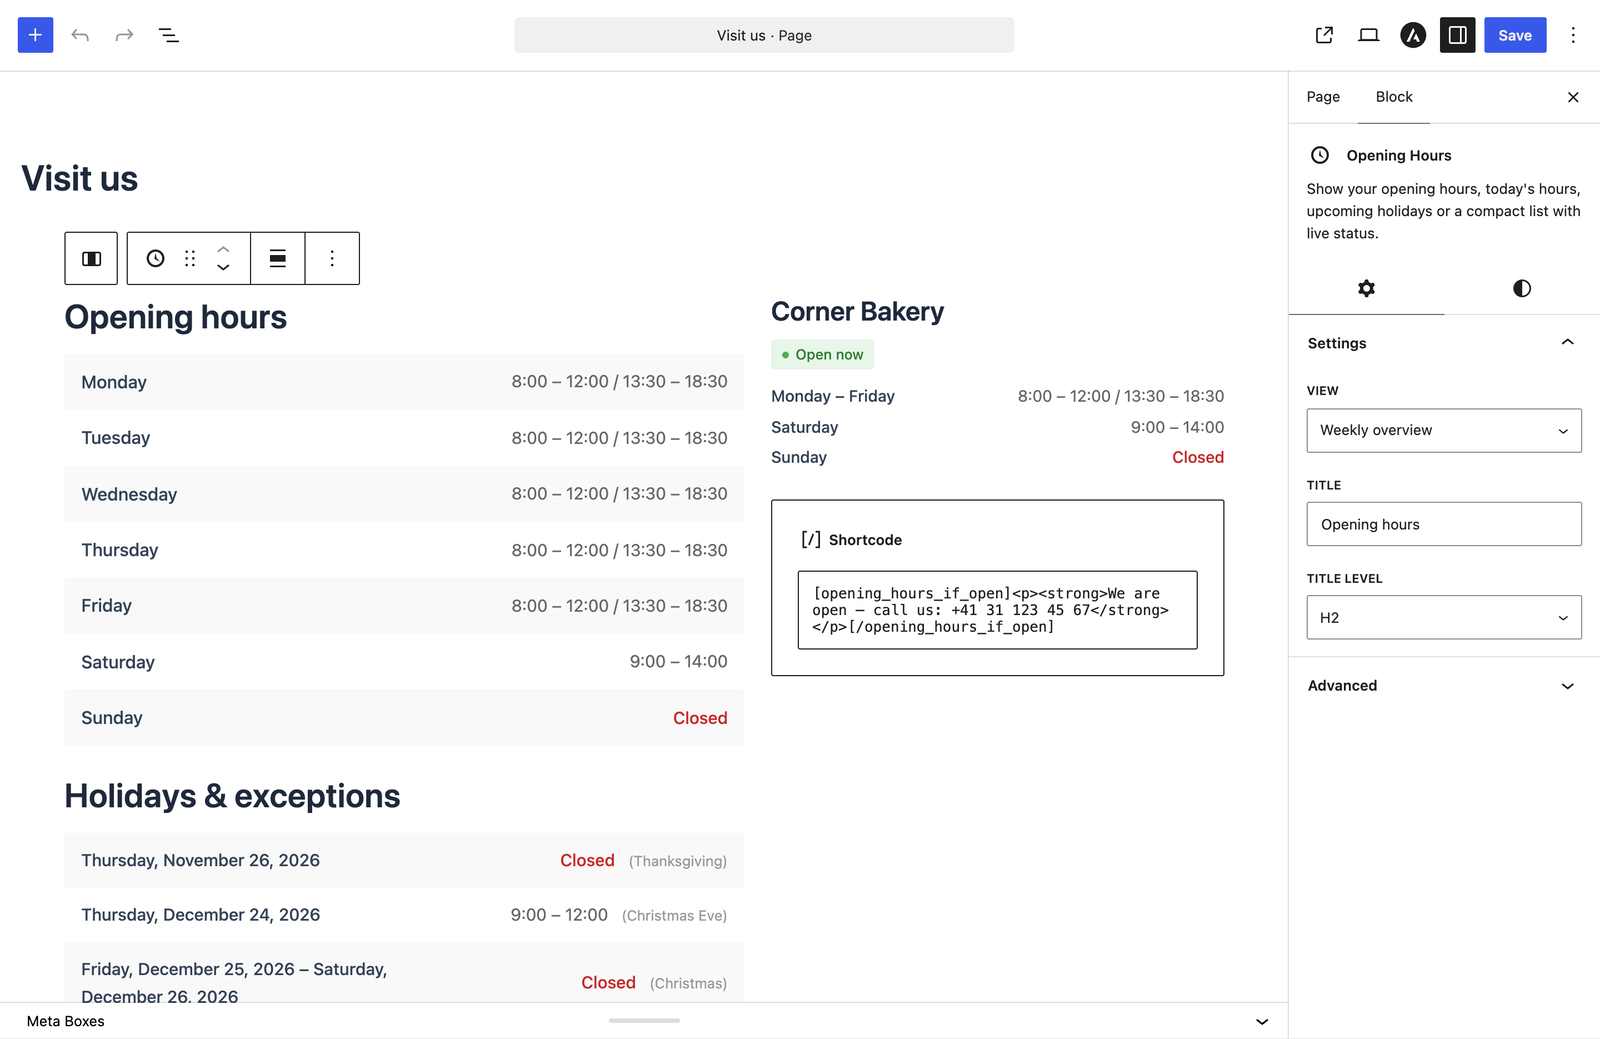 Visit us · Page
Save
Page
Block
Opening Hours
Show your opening hours, today's hours,
upcoming holidays or a compact list with
live status.
Settings
VIEW
Weekly overview
TITLE
Opening hours
TITLE LEVEL
H2
Advanced
Visit us
Opening hours
Monday 8:00 – 12:00 / 13:30 – 18:30
Tuesday 8:00 – 12:00 / 13:30 – 18:30
Wednesday 8:00 – 12:00 / 13:30 – 18:30
Thursday 8:00 – 12:00 / 13:30 – 18:30
Friday 8:00 – 12:00 / 13:30 – 18:30
Saturday 9:00 – 14:00
Sunday Closed
Holidays & exceptions
Thursday, November 26, 2026 Closed (Thanksgiving)
Thursday, December 24, 2026 9:00 – 12:00 (Christmas Eve)
Friday, December 25, 2026 – Saturday,
December 26, 2026 Closed (Christmas)
Corner Bakery
Open now
Monday – Friday 8:00 – 12:00 / 13:30 – 18:30
Saturday 9:00 – 14:00
Sunday Closed
[/] Shortcode
[opening_hours_if_open]<p><strong>We are
open — call us: +41 31 123 45 67</strong>
</p>[/opening_hours_if_open]
Meta Boxes